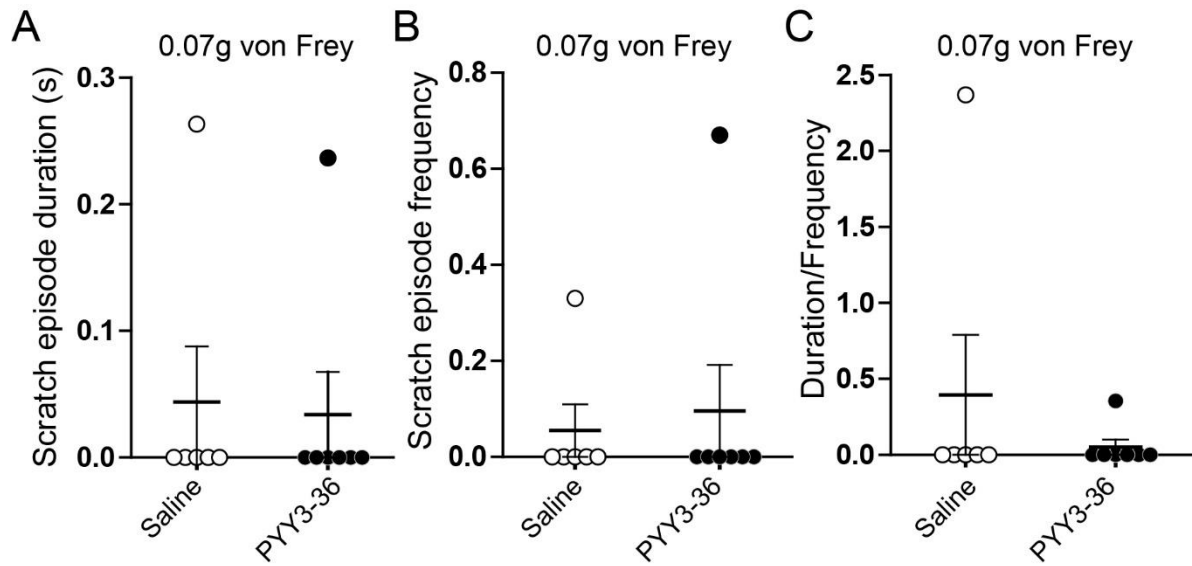 A
0.07g von Frey
Scratch episode duration (s)
0.3
0.2
0.1
0.0
Saline
PYY3-36
B
0.07g von Frey
Scratch episode frequency
0.8
0.6
0.4
0.2
0.0
Saline
PYY3-36
C
0.07g von Frey
Duration/Frequency
2.5
2.0
1.5
1.0
0.5
0.0
Saline
PYY3-36